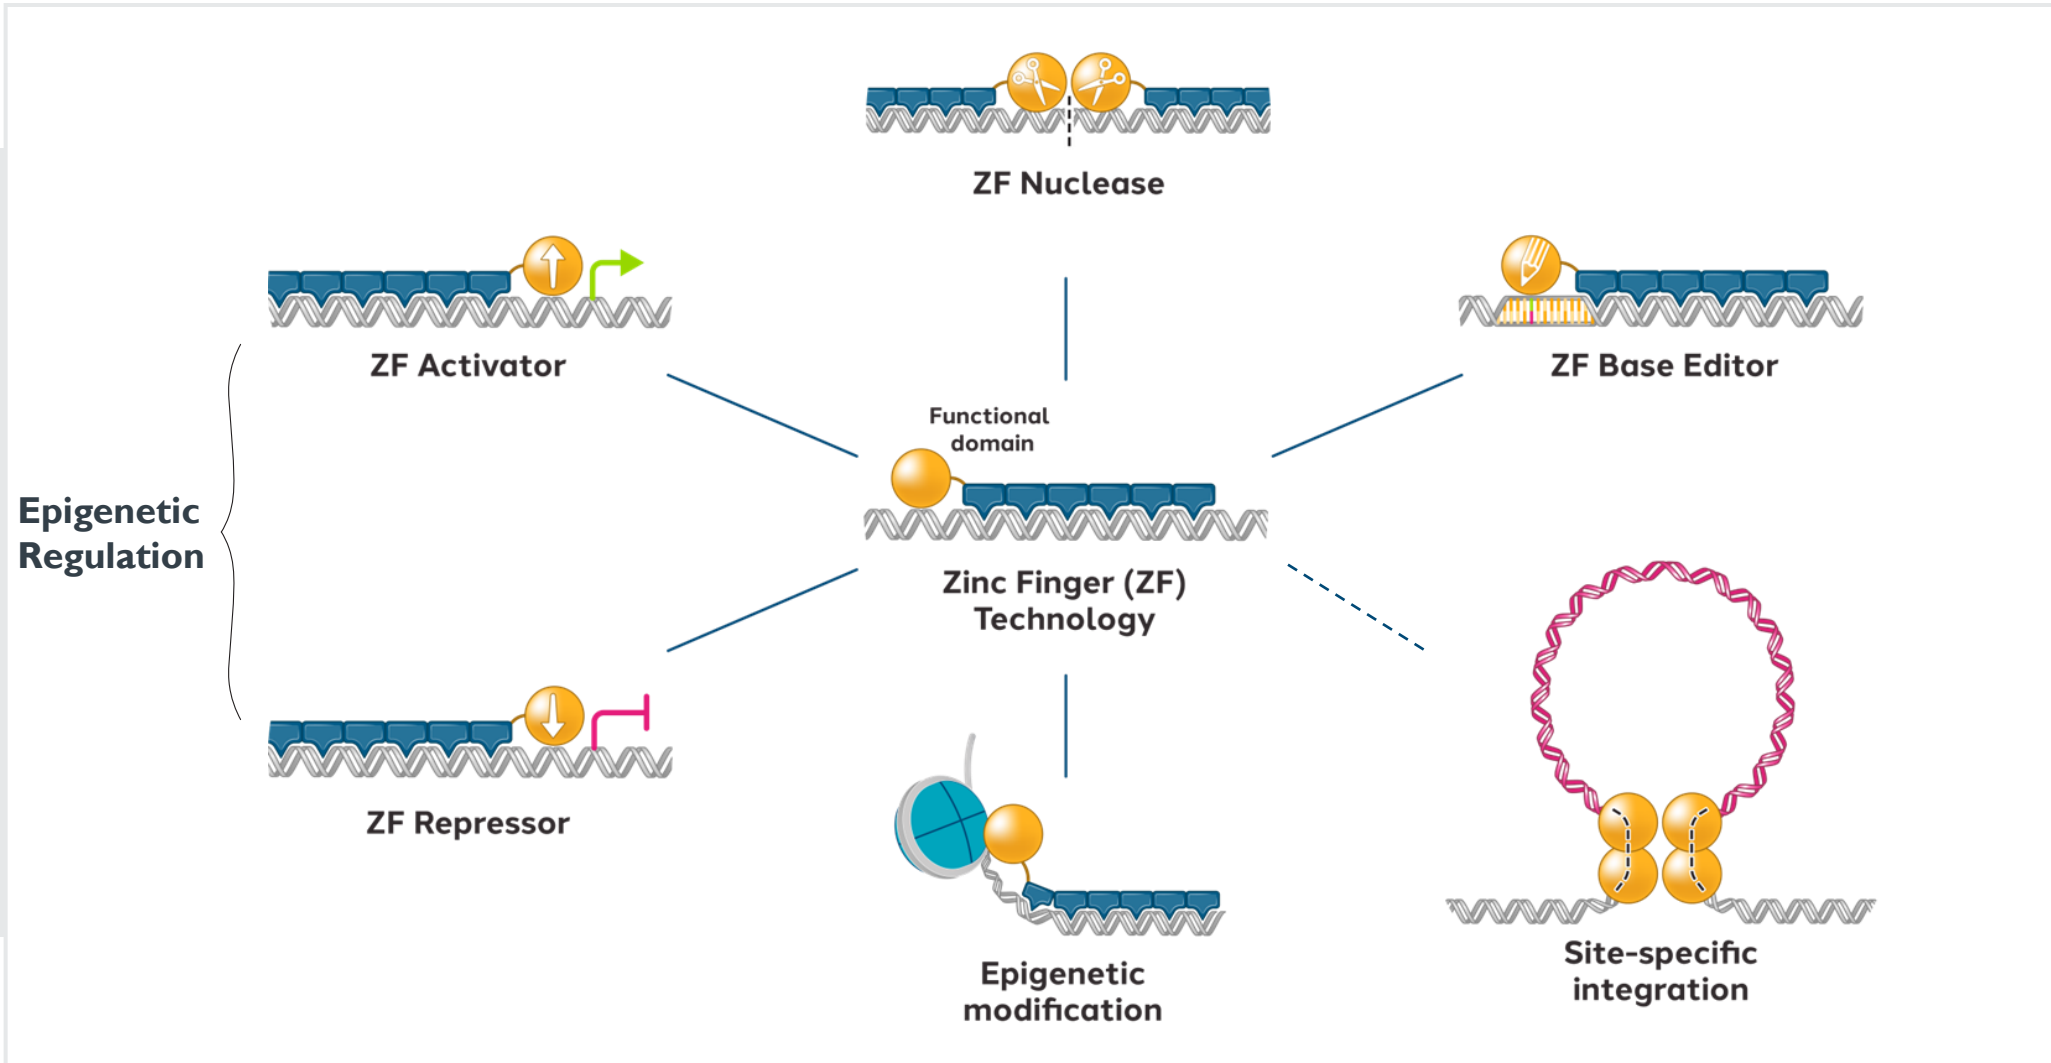 ZF Nuclease
ZF Activator
ZF Base Editor
Functional
domain
Epigenetic
Regulation
Zinc Finger (ZF)
Technology
ZF Repressor
Site-specific
integration
Epigenetic
modification